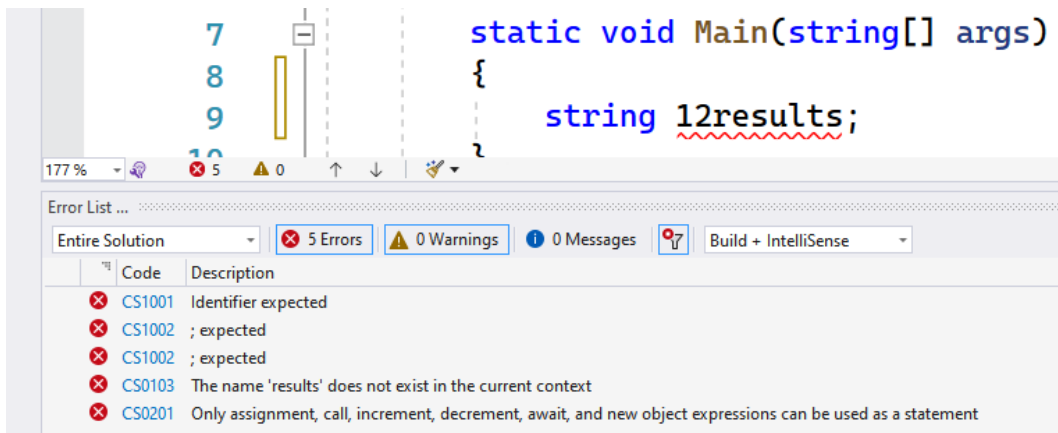 7 static void Main(string[] args)
8 {
9 string 12results;
10 }
177 % 5 0
Error List ...
Entire Solution 5 Errors 0 Warnings 0 Messages Build + IntelliSense
Code Description
CS1001 Identifier expected
CS1002 ; expected
CS1002 ; expected
CS0103 The name 'results' does not exist in the current context
CS0201 Only assignment, call, increment, decrement, await, and new object expressions can be used as a statement